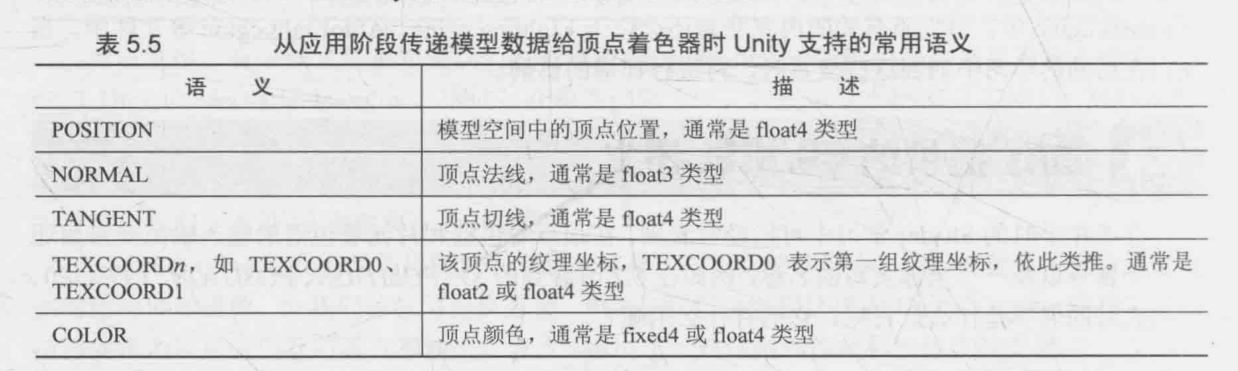 表 5.5 从应用阶段传递模型数据给顶点着色器时 Unity 支持的常用语义
语 义 描 述
POSITION 模型空间中的顶点位置，通常是 float4 类型
NORMAL 顶点法线，通常是 float3 类型
TANGENT 顶点切线，通常是 float4 类型
TEXCOORDn，如 TEXCOORD0、 该顶点的纹理坐标，TEXCOORD0 表示第一组纹理坐标，依此类推。通常是
TEXCOORD1 float2 或 float4 类型
COLOR 顶点颜色，通常是 fixed4 或 float4 类型